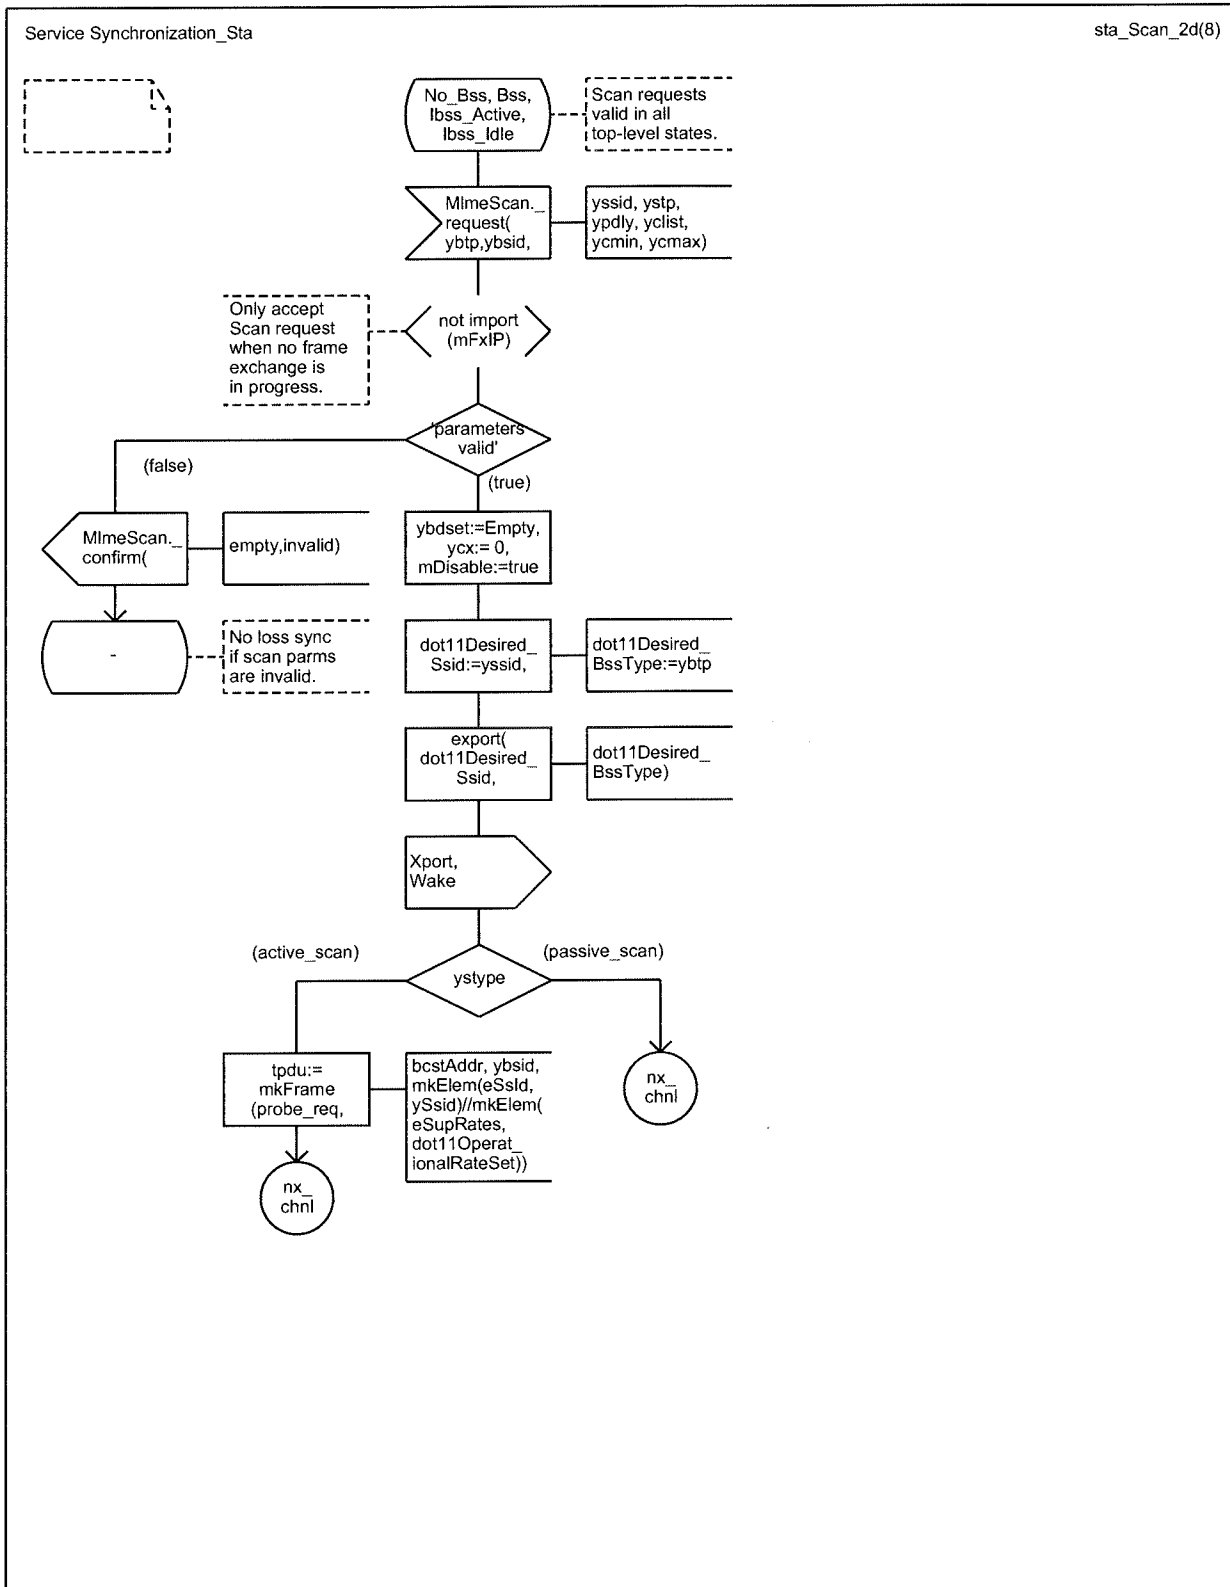 Service Synchronization_Sta
sta_Scan_2d(8)
No_Bss, Bss,
Ibss_Active,
Ibss_Idle
Scan requests
valid in all
top-level states.
MlmeScan._
request(
ybtp,ybsid,
yssid, ystp,
ypdly, yclist,
ycmin, ycmax)
Only accept
Scan request
when no frame
exchange is
in progress.
not import
(mFxIP)
'parameters
valid'
(false)
(true)
MlmeScan._
confirm(
empty,invalid)
ybdset:=Empty,
ycx:= 0,
mDisable:=true
-
No loss sync
if scan parms
are invalid.
dot11Desired_
Ssid:=yssid,
dot11Desired_
BssType:=ybtp
export(
dot11Desired_
Ssid,
dot11Desired_
BssType)
Xport,
Wake
(active_scan)
(passive_scan)
ystype
tpdu:=
mkFrame
(probe_req,
bcstAddr, ybsid,
mkElem(eSsId,
ySsid)//mkElem(
eSupRates,
dot11Operat_
ionalRateSet))
nx_
chnl
nx_
chnl